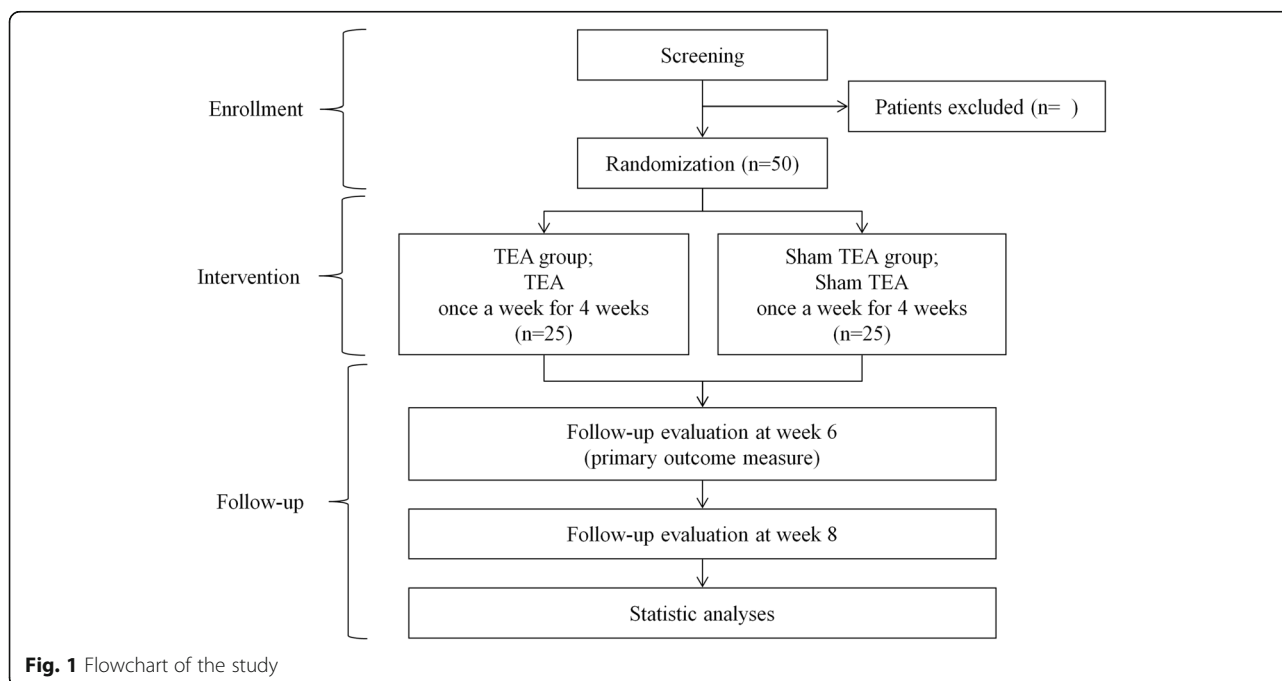 Screening
Enrollment
Patients excluded (n= )
Randomization (n=50)
Intervention
TEA group;
TEA
once a week for 4 weeks
(n=25)
Sham TEA group;
Sham TEA
once a week for 4 weeks
(n=25)
Follow-up evaluation at week 6
(primary outcome measure)
Follow-up
Follow-up evaluation at week 8
Statistic analyses
Fig. 1 Flowchart of the study